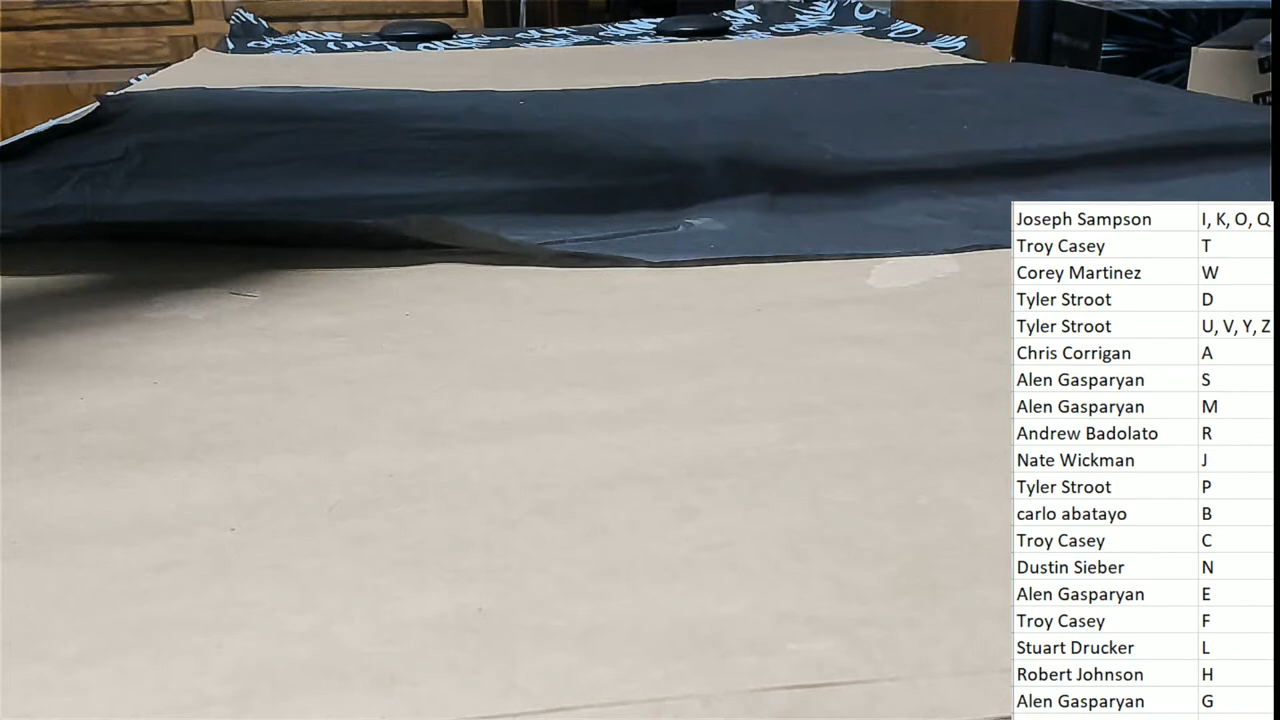 Joseph Sampson I, K, O, Q
Troy Casey T
Corey Martinez W
Tyler Stroot D
Tyler Stroot U, V, Y, Z
Chris Corrigan A
Alen Gasparyan S
Alen Gasparyan M
Andrew Badolato R
Nate Wickman J
Tyler Stroot P
carlo abatayo B
Troy Casey C
Dustin Sieber N
Alen Gasparyan E
Troy Casey F
Stuart Drucker L
Robert Johnson H
Alen Gasparyan G